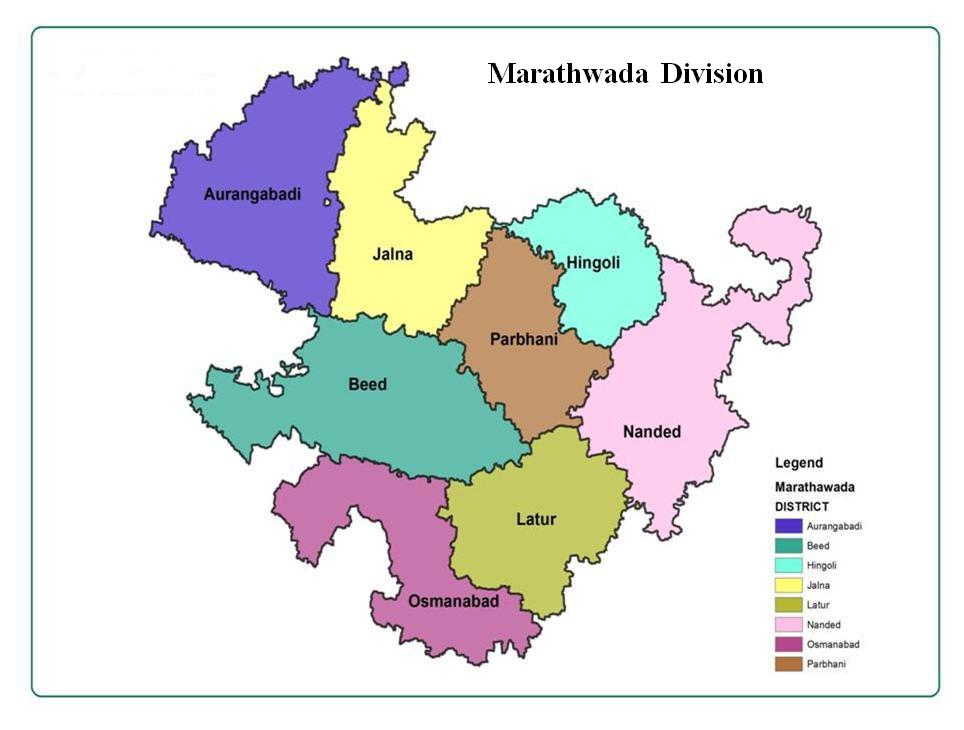 Marathwada Division
Aurangabadi
Jalna
Hingoli
Parbhani
Beed
Nanded
Latur
Osmanabad
Legend
Marathawada
DISTRICT
Aurangabadi
Beed
Hingoli
Jalna
Latur
Nanded
Osmanabad
Parbhani